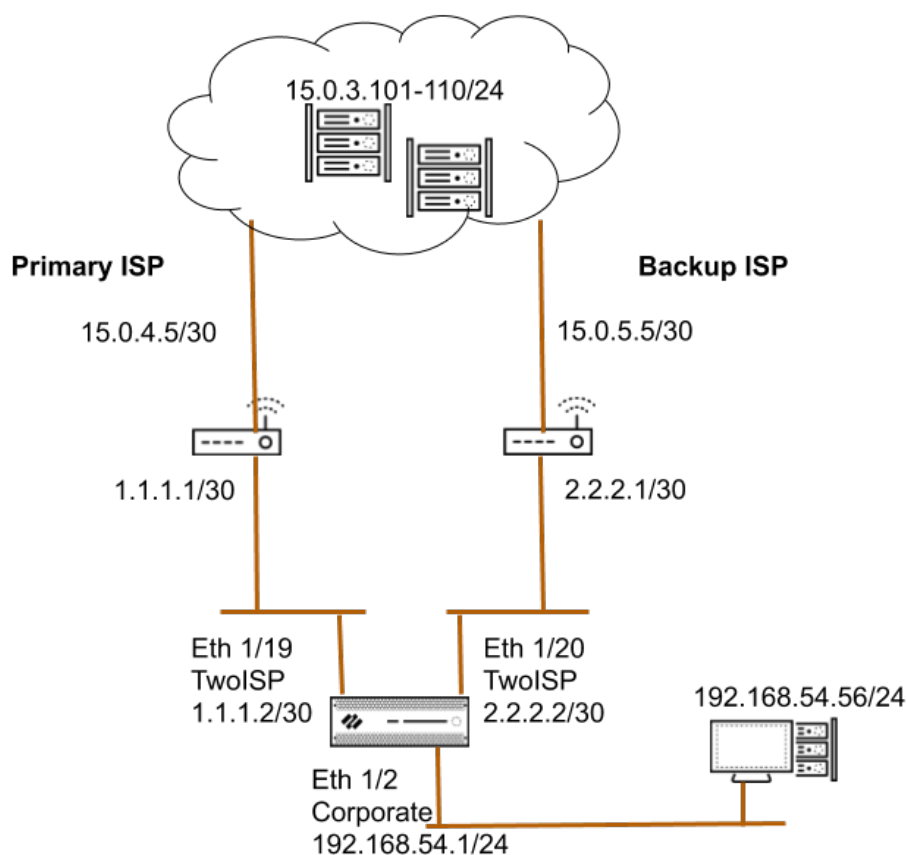 15.0.3.101-110/24
Primary ISP
Backup ISP
15.0.4.5/30
15.0.5.5/30
1.1.1.1/30
2.2.2.1/30
Eth 1/19
TwoISP
1.1.1.2/30
Eth 1/20
TwoISP
2.2.2.2/30
192.168.54.56/24
Eth 1/2
Corporate
192.168.54.1/24